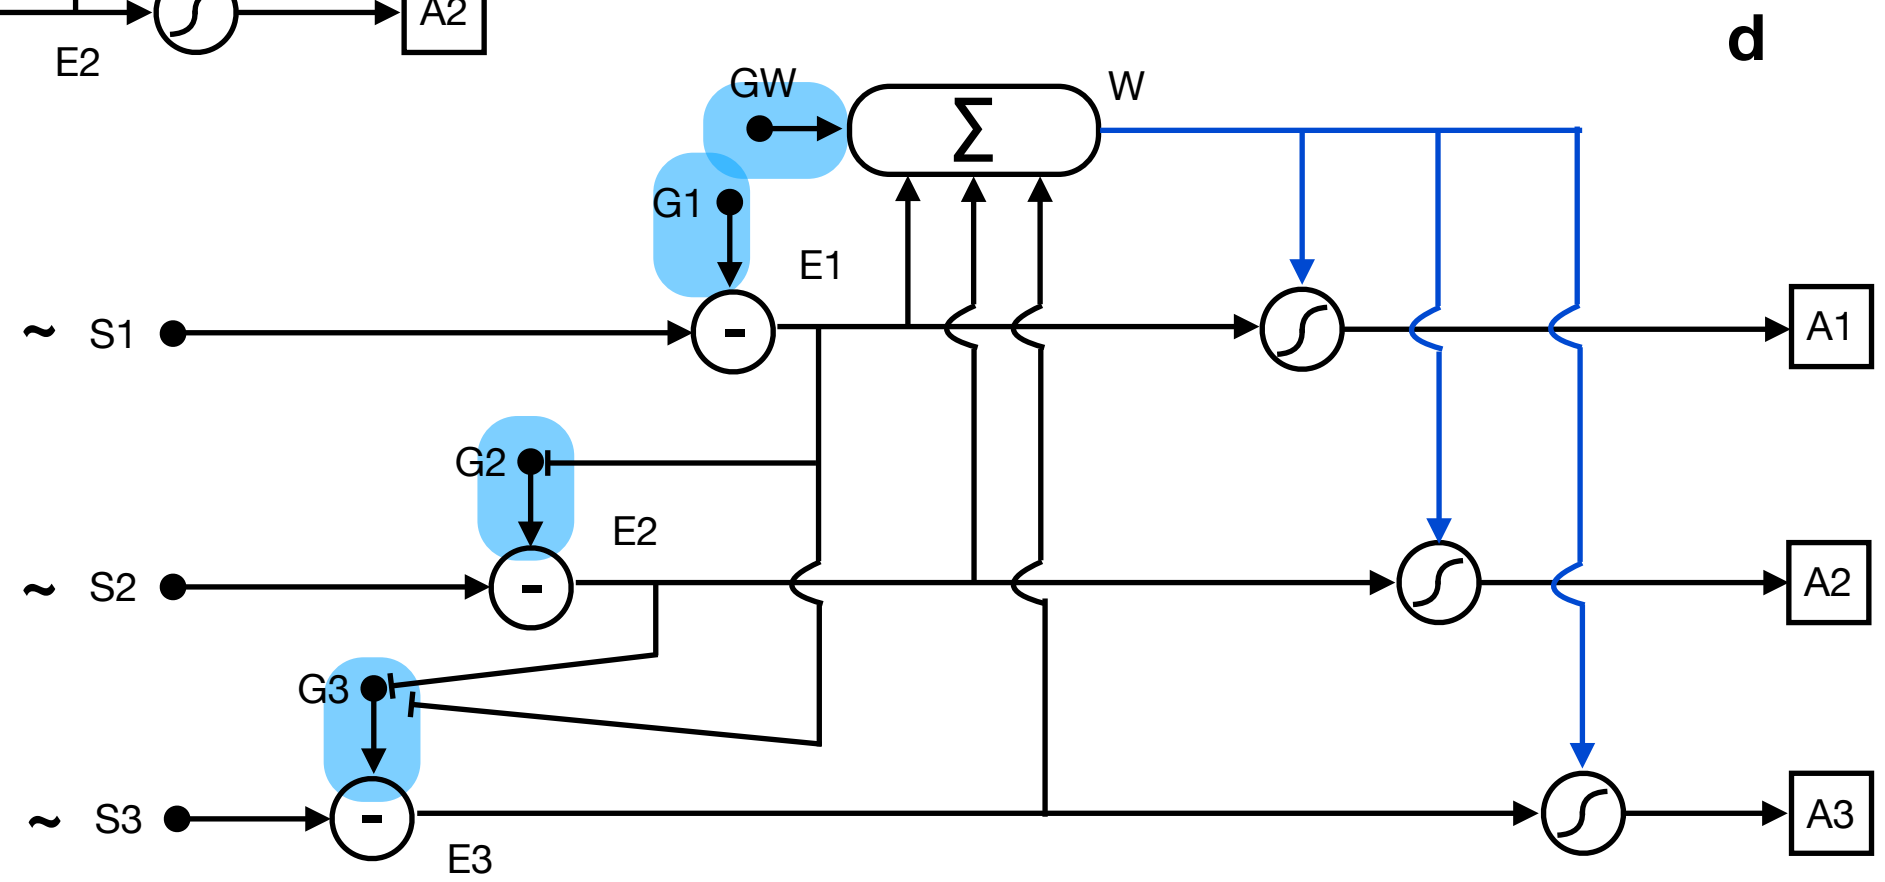 A2
E2
d
GW
Σ
W
G1
E1
~ S1
-
A1
G2
E2
~ S2
-
A2
G3
~ S3
-
A3
E3